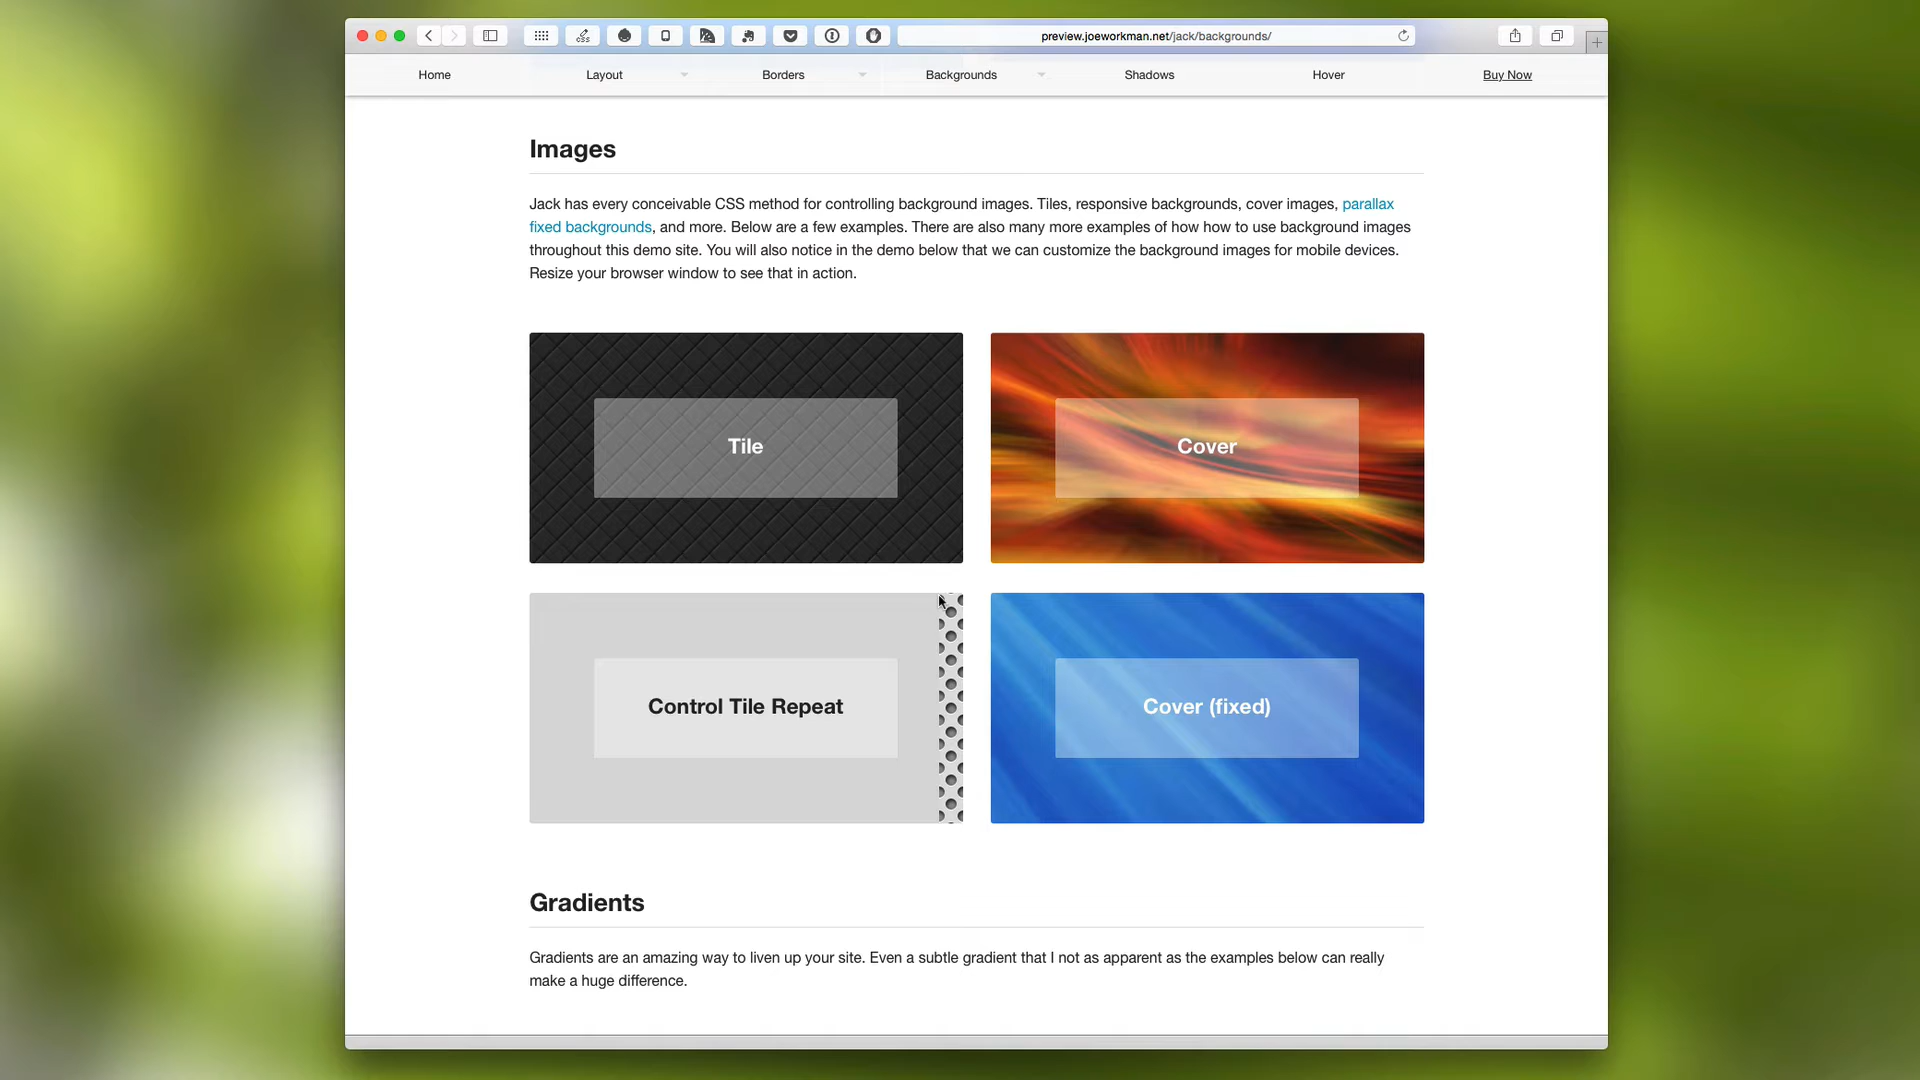 preview.joeworkman.net/jack/backgrounds/
Home Layout Borders Backgrounds Shadows Hover Buy Now
Images
Jack has every conceivable CSS method for controlling background images. Tiles, responsive backgrounds, cover images, parallax
fixed backgrounds, and more. Below are a few examples. There are also many more examples of how how to use background images
throughout this demo site. You will also notice in the demo below that we can customize the background images for mobile devices.
Resize your browser window to see that in action.
Tile
Cover
Control Tile Repeat
Cover (fixed)
Gradients
Gradients are an amazing way to liven up your site. Even a subtle gradient that I not as apparent as the examples below can really
make a huge difference.